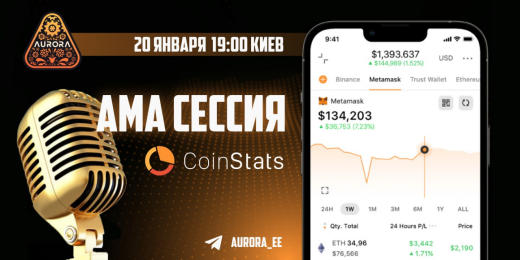 AURORA
20 ЯНВАРЯ 19:00 КИЕВ
АМА СЕССИЯ
CoinStats
AURORA_EE
9:41
$1,393.637
▲ $144,989 (1.52%)
USD
Binance Metamask Trust Wallet Ethereu
Metamask
$134,203
▲ $36,753 (7.23%)
24H 1W 1M 3M 6M 1Y ALL
Qty. Total 24 Hours P/L Price
ETH 34,96 $3,442 $2,190
$76,566 ▲ 1.71%